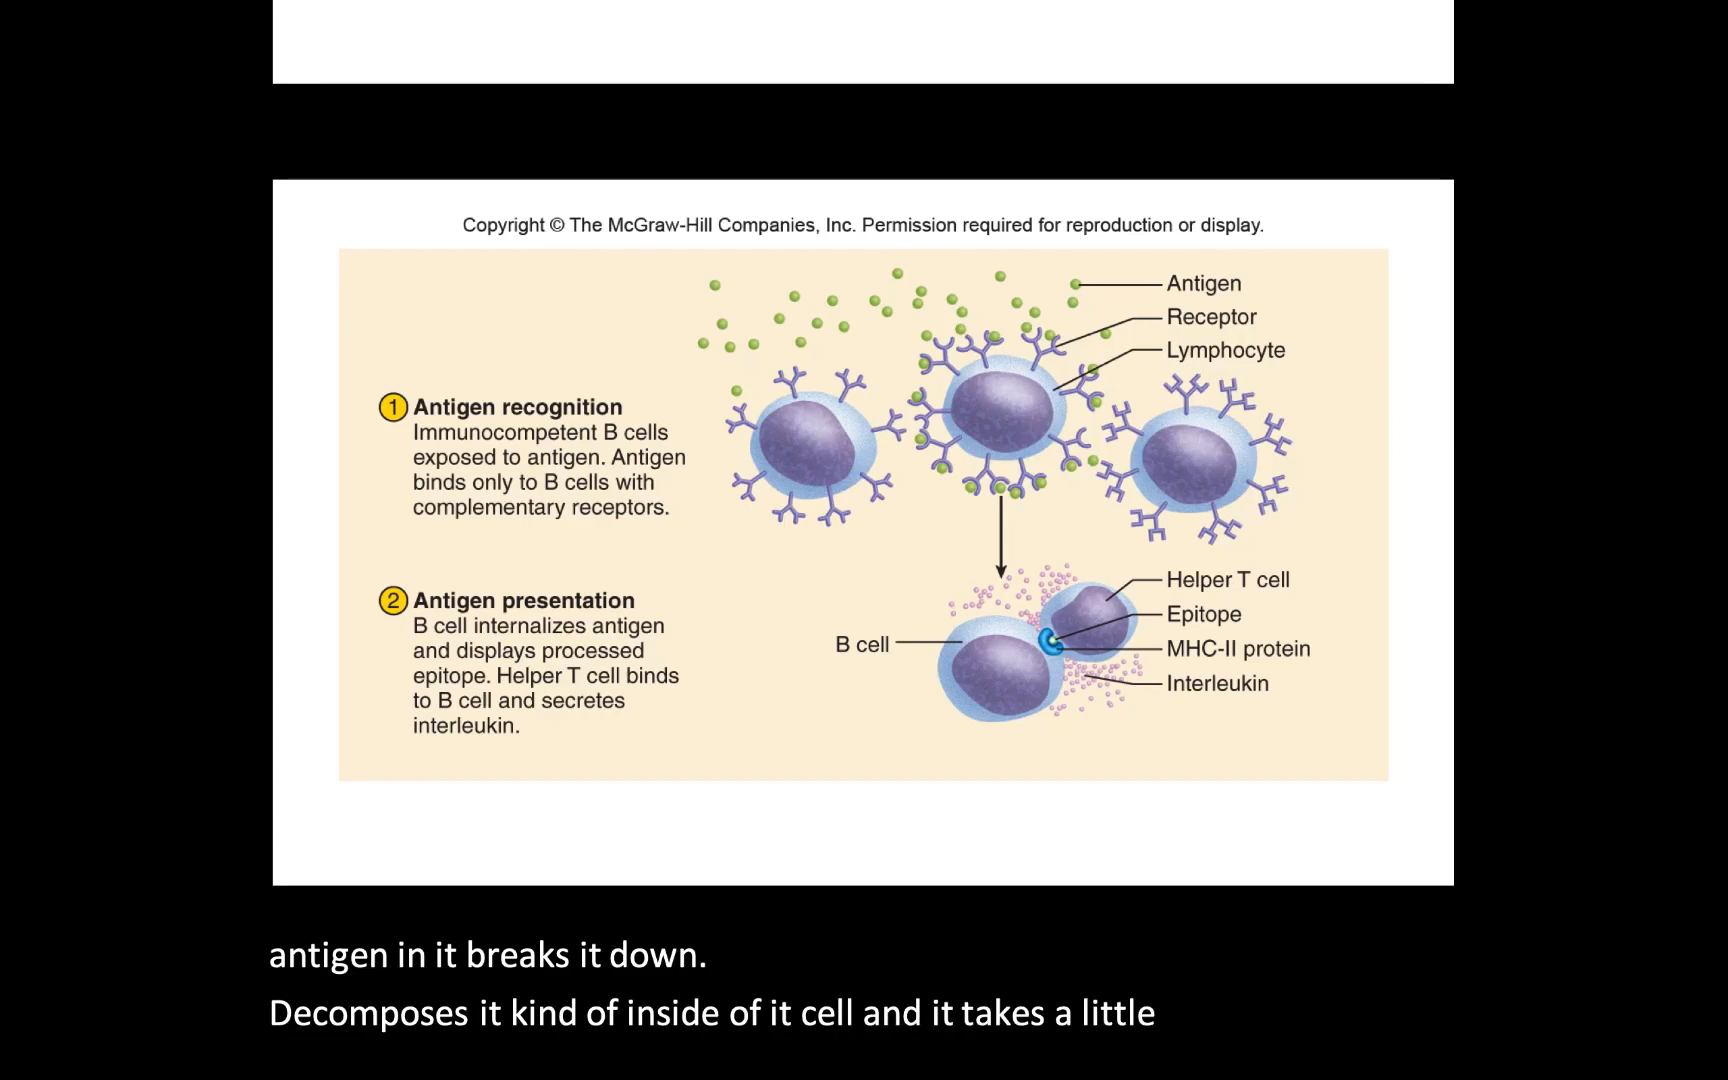 Copyright © The McGraw-Hill Companies, Inc. Permission required for reproduction or display.
Antigen
Receptor
Lymphocyte
1 Antigen recognition
Immunocompetent B cells
exposed to antigen. Antigen
binds only to B cells with
complementary receptors.
2 Antigen presentation
B cell internalizes antigen
and displays processed
epitope. Helper T cell binds
to B cell and secretes
interleukin.
B cell
Helper T cell
Epitope
MHC-II protein
Interleukin
antigen in it breaks it down.
Decomposes it kind of inside of it cell and it takes a little